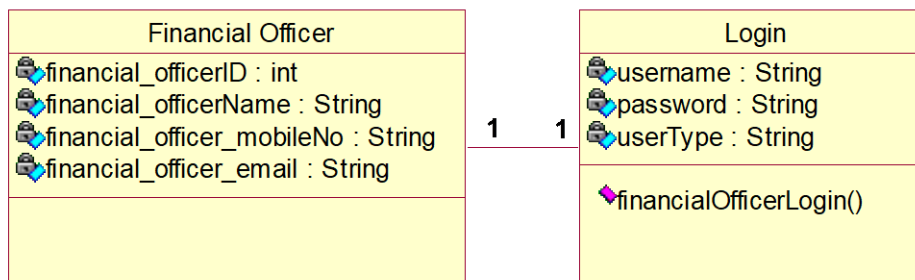 Financial Officer
financial_officerID : int
financial_officerName : String
financial_officer_mobileNo : String
financial_officer_email : String
1
1
Login
username : String
password : String
userType : String
financialOfficerLogin()